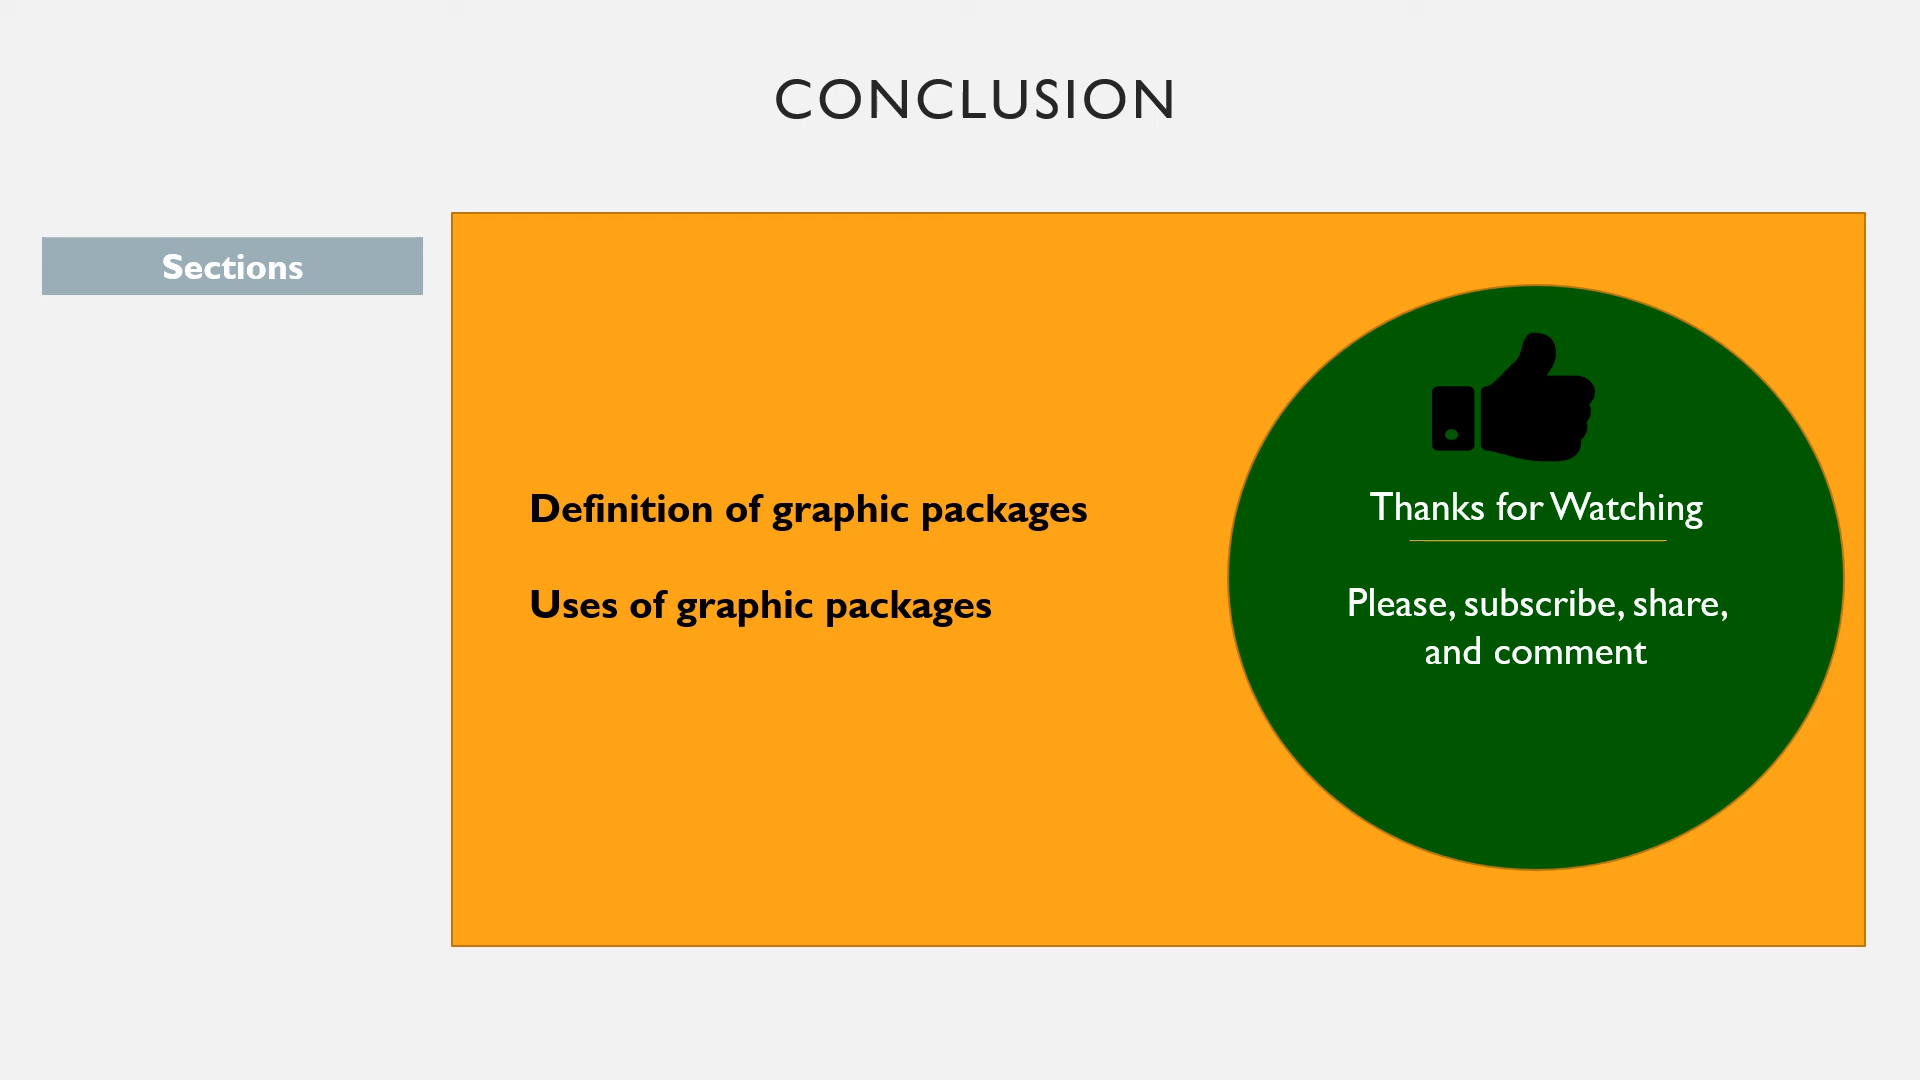 CONCLUSION
Sections
Definition of graphic packages
Uses of graphic packages
Thanks for Watching
Please, subscribe, share,
and comment